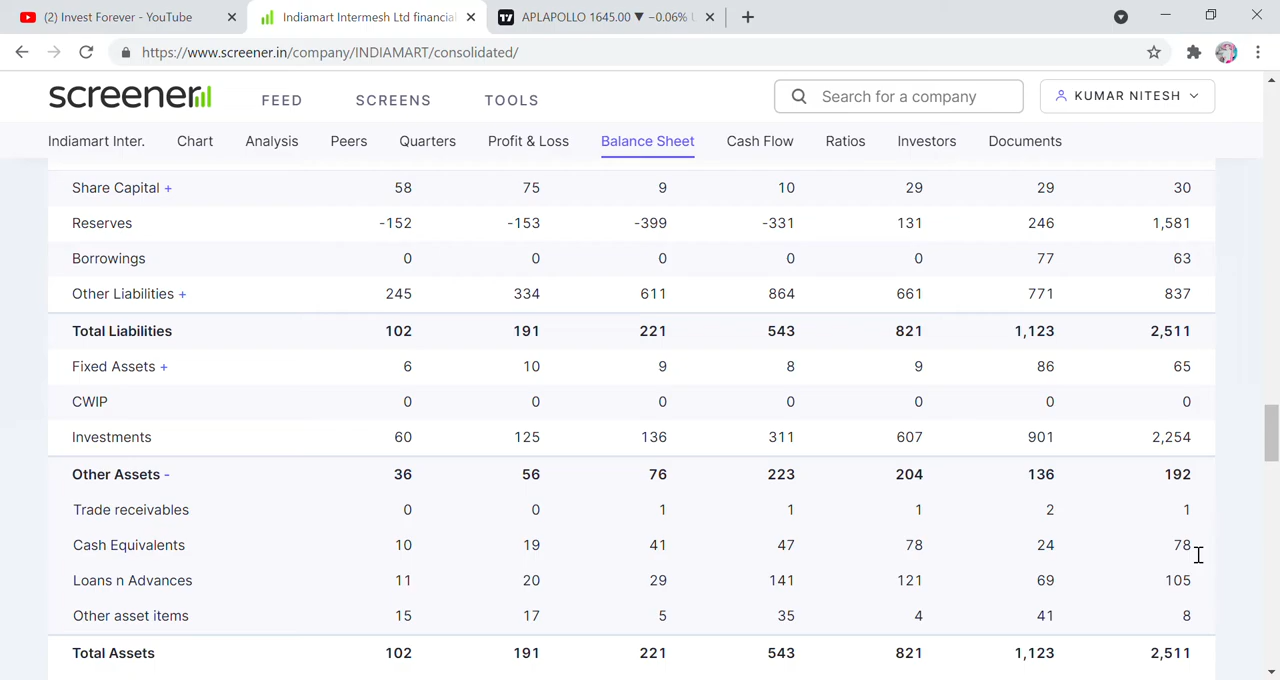 (2) Invest Forever - YouTube
Indiamart Intermesh Ltd financial
APLAPOLLO 1645.00 ▼ −0.06%
https://www.screener.in/company/INDIAMART/consolidated/
screener
FEED SCREENS TOOLS
Search for a company
KUMAR NITESH
Indiamart Inter. Chart Analysis Peers Quarters Profit & Loss Balance Sheet Cash Flow Ratios Investors Documents
Share Capital + 58 75 9 10 29 29 30
Reserves -152 -153 -399 -331 131 246 1,581
Borrowings 0 0 0 0 0 77 63
Other Liabilities + 245 334 611 864 661 771 837
Total Liabilities 102 191 221 543 821 1,123 2,511
Fixed Assets + 6 10 9 8 9 86 65
CWIP 0 0 0 0 0 0 0
Investments 60 125 136 311 607 901 2,254
Other Assets - 36 56 76 223 204 136 192
Trade receivables 0 0 1 1 1 2 1
Cash Equivalents 10 19 41 47 78 24 78
Loans n Advances 11 20 29 141 121 69 105
Other asset items 15 17 5 35 4 41 8
Total Assets 102 191 221 543 821 1,123 2,511